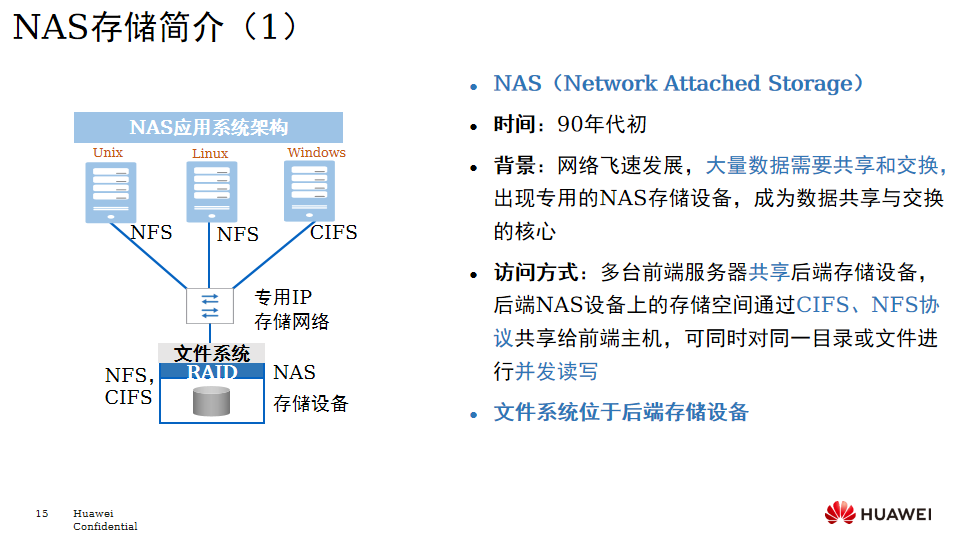 NAS存储简介（1）
NAS应用系统架构
Unix
Linux
Windows
NFS
NFS
CIFS
专用IP
存储网络
文件系统
RAID
NFS，
CIFS
NAS
存储设备
• NAS（Network Attached Storage）
• 时间：90年代初
• 背景：网络飞速发展，大量数据需要共享和交换，
出现专用的NAS存储设备，成为数据共享与交换
的核心
• 访问方式：多台前端服务器共享后端存储设备，
后端NAS设备上的存储空间通过CIFS、NFS协
议共享给前端主机，可同时对同一目录或文件进
行并发读写
• 文件系统位于后端存储设备
15
Huawei
Confidential
HUAWEI